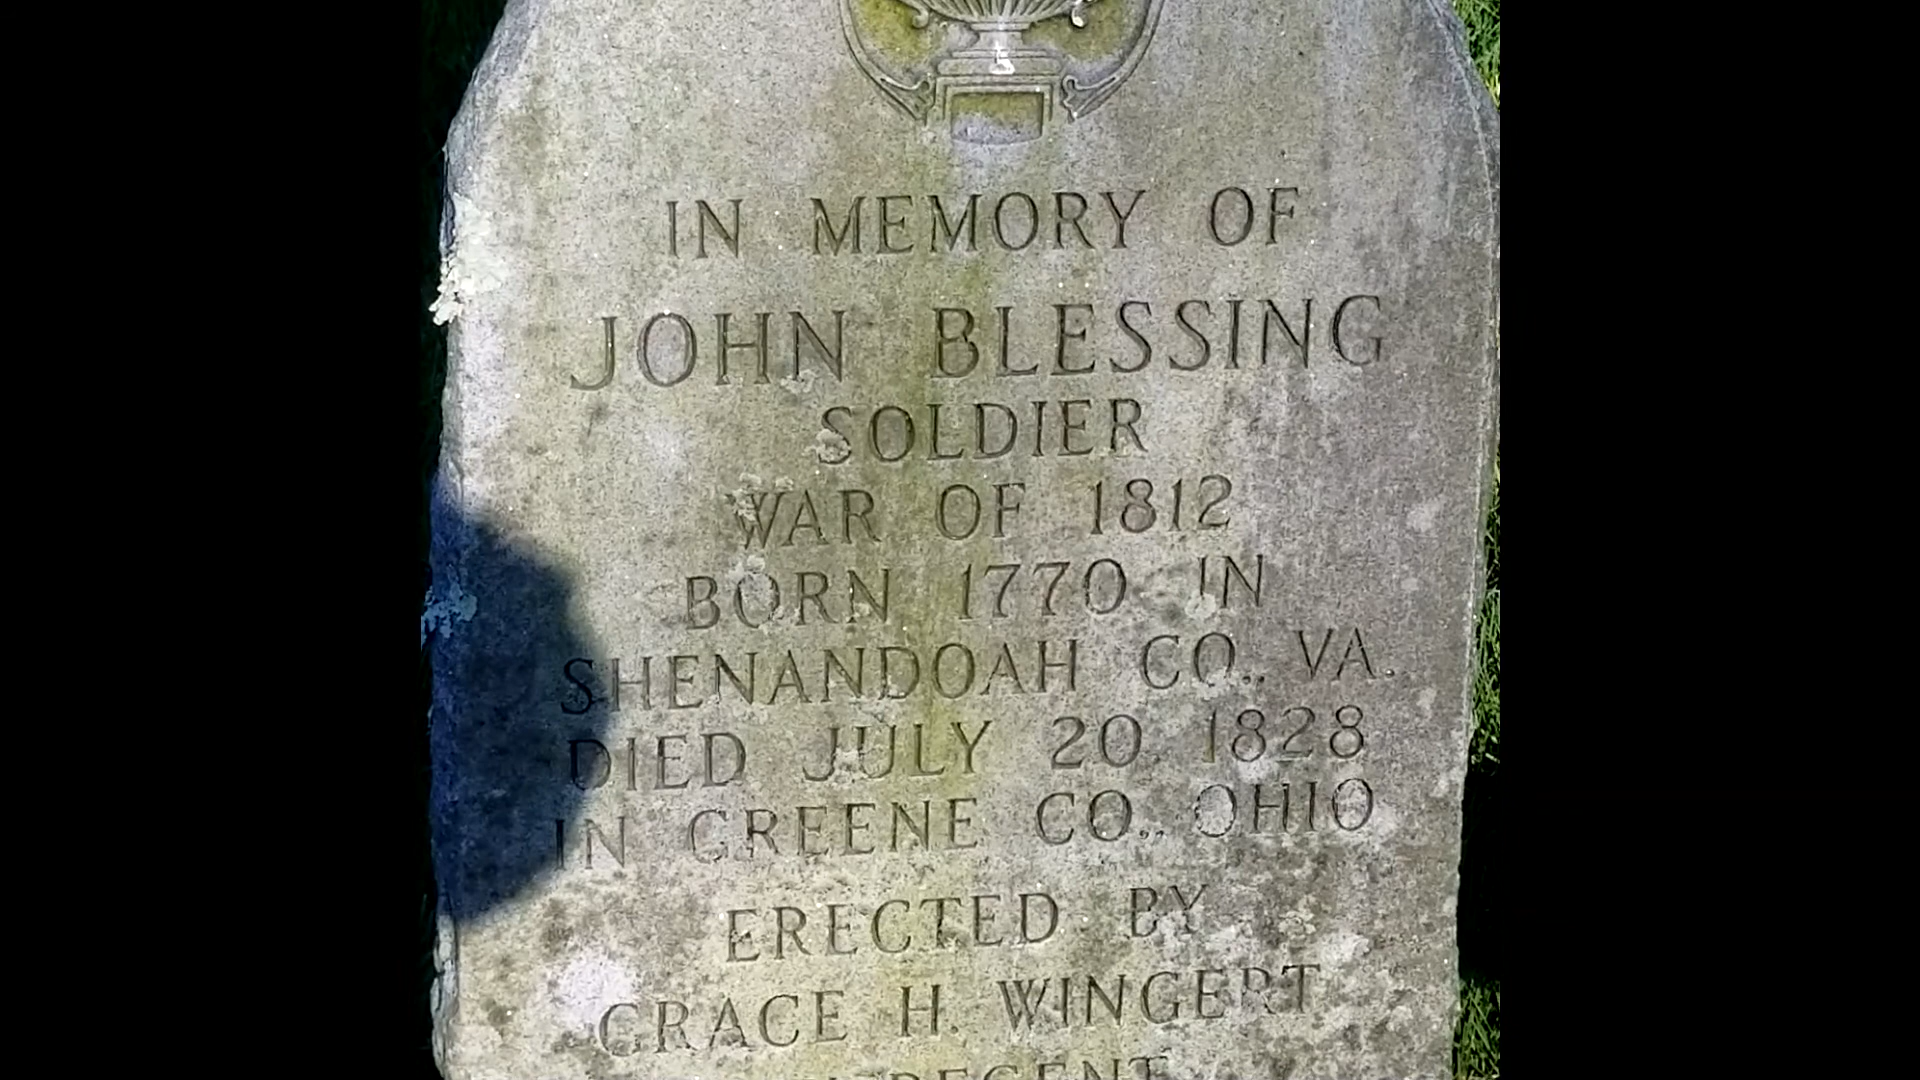 IN MEMORY OF
JOHN BLESSING
SOLDIER
WAR OF 1812
BORN 1770 IN
SHENANDOAH CO., VA.
DIED JULY 20, 1828
IN GREENE CO., OHIO
ERECTED BY
GRACE H. WINGERT
REGENT